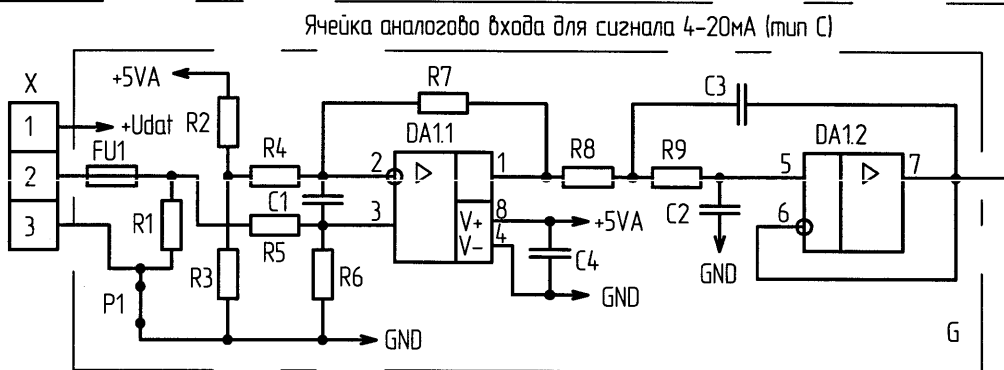 Ячейка аналогово входа для сигнала 4-20мА (тип С)
+5VA
R7
C3
X
1
+Udat
R2
DA1.1
DA1.2
FU1
R4
2
1
R8
R9
5
7
2
C1
3
8
V+
+5VA
C2
6
3
R1
R5
V-
4
C4
GND
R3
R6
GND
P1
GND
G